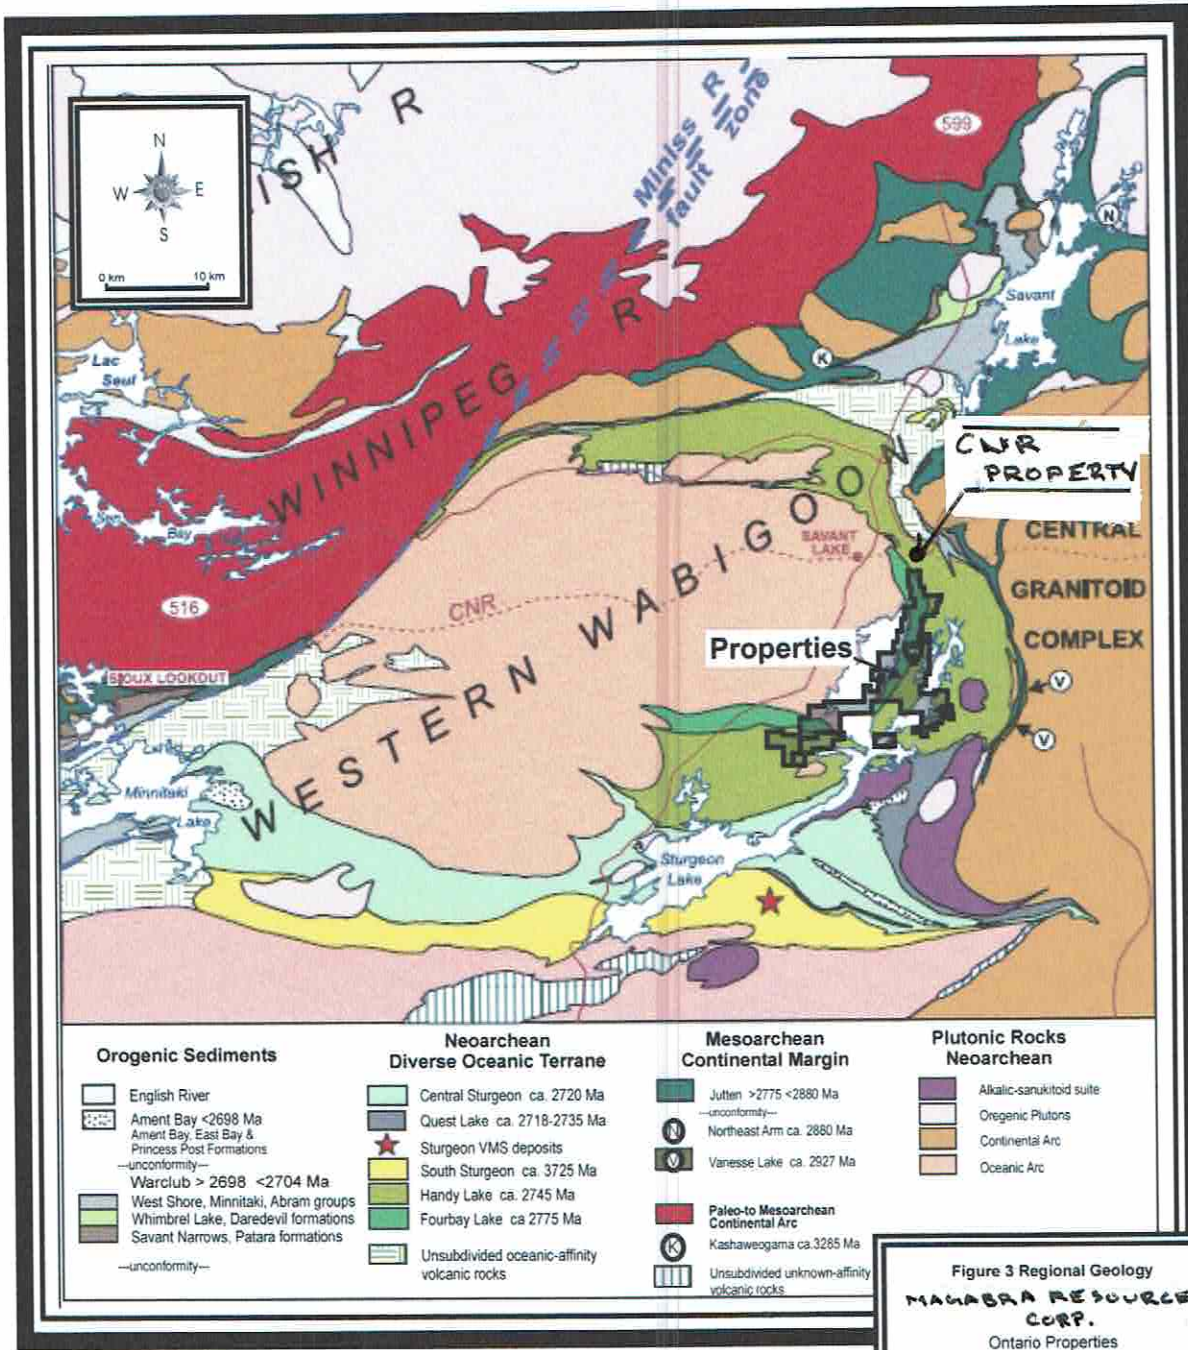 N
W E
S
0 km 10 km
ISH
R
Miniss
fault
R
zone
599
N
Savant
Lake
K
Lac
Seul
WINNIPEG
R
Bay
516
CNR
PROPERTY
CENTRAL
GRANITOID
COMPLEX
SAVANT
LAKE
CNR
Properties
V
V
SIOUX LOOKOUT
WESTERN WABIGOON
Minnitaki
Lake
Sturgeon
Lake
Orogenic Sediments
English River
Ament Bay <2698 Ma
Ament Bay, East Bay &
Princess Post Formations
---unconformity---
Warclub > 2698 <2704 Ma
West Shore, Minnitaki, Abram groups
Whimbrel Lake, Daredevil formations
Savant Narrows, Patara formations
---unconformity---
Neoarchean
Diverse Oceanic Terrane
Central Sturgeon ca. 2720 Ma
Quest Lake ca. 2718-2735 Ma
Sturgeon VMS deposits
South Sturgeon ca. 3725 Ma
Handy Lake ca. 2745 Ma
Fourbay Lake ca 2775 Ma
Unsubdivided oceanic-affinity
volcanic rocks
Mesoarchean
Continental Margin
Jutten >2775 <2880 Ma
---unconformity---
N Northeast Arm ca. 2880 Ma
V Vanesse Lake ca. 2927 Ma
Paleo-to Mesoarchean
Continental Arc
K Kashaweogama ca.3285 Ma
Unsubdivided unknown-affinity
volcanic rocks
Plutonic Rocks
Neoarchean
Alkalic-sanukitoid suite
Oregenic Plutons
Continental Arc
Oceanic Arc
Figure 3 Regional Geology
MAGABRA RESOURCE
CORP.
Ontario Properties